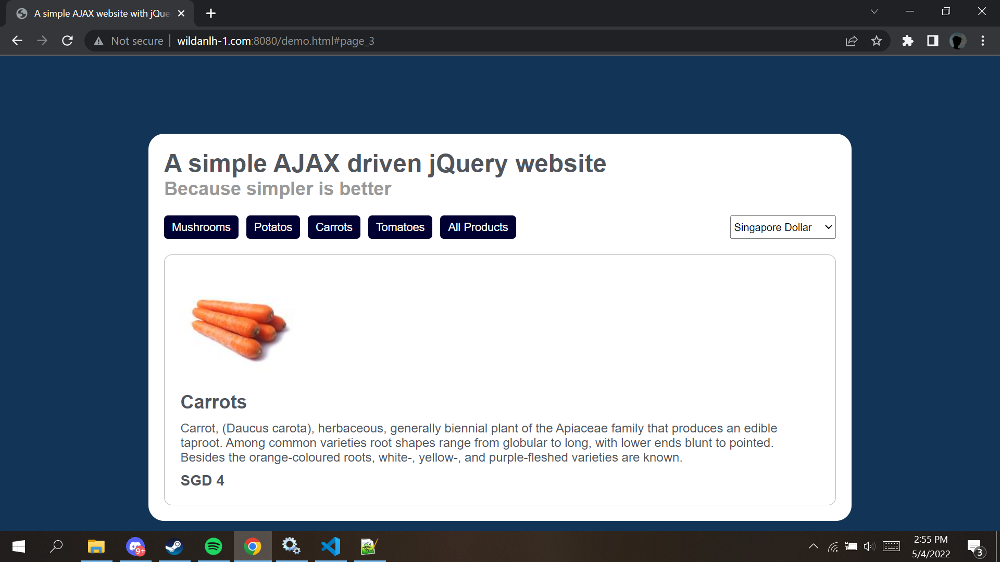 A simple AJAX website with jQue
Not secure
wildanlh-1.com:8080/demo.html#page_3
A simple AJAX driven jQuery website
Because simpler is better
Mushrooms
Potatos
Carrots
Tomatoes
All Products
Singapore Dollar
Carrots
Carrot, (Daucus carota), herbaceous, generally biennial plant of the Apiaceae family that produces an edible
taproot. Among common varieties root shapes range from globular to long, with lower ends blunt to pointed.
Besides the orange-coloured roots, white-, yellow-, and purple-fleshed varieties are known.
SGD 4
9+
2:55 PM
5/4/2022
3